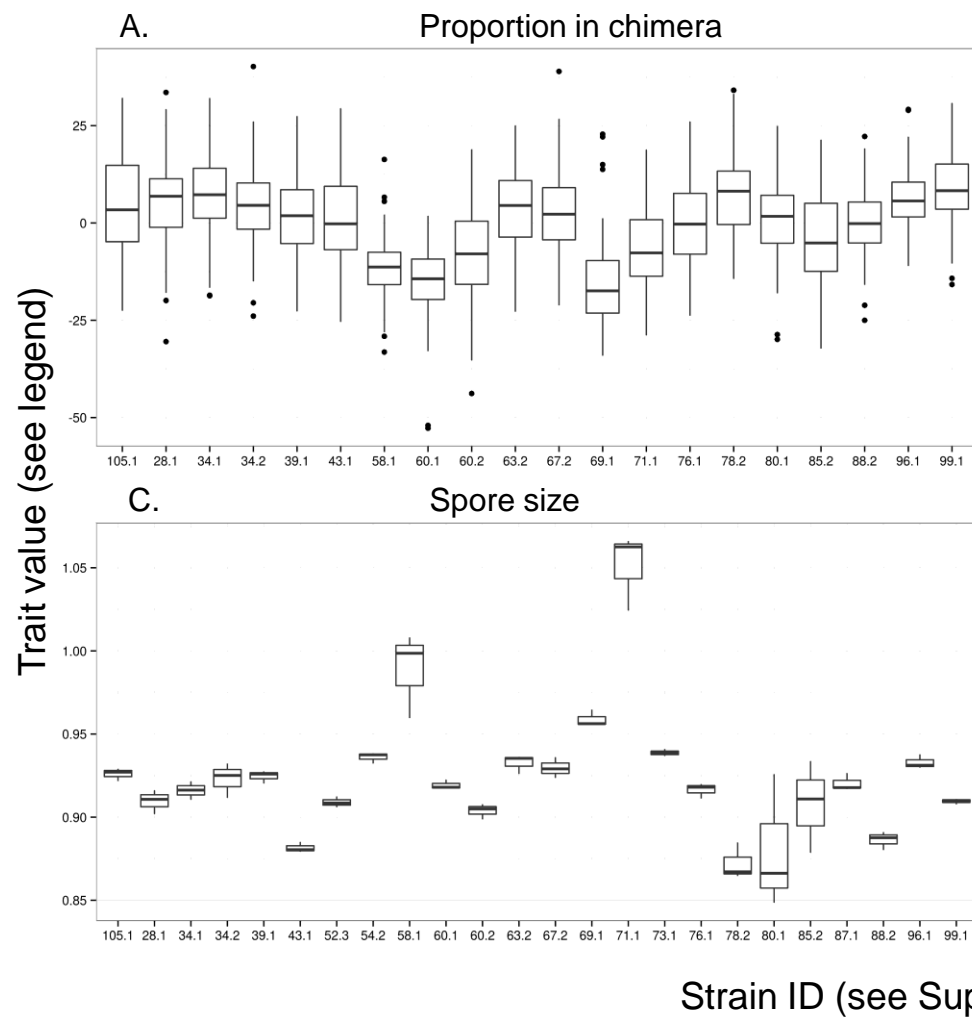 A. Proportion in chimera
25
0
-25
-50
105.1 28.1 34.1 34.2 39.1 43.1 58.1 60.1 60.2 63.2 67.2 69.1 71.1 76.1 78.2 80.1 85.2 88.2 96.1 99.1
Trait value (see legend)
C. Spore size
1.05
1.00
0.95
0.90
0.85
105.1 28.1 34.1 34.2 39.1 43.1 52.3 54.2 58.1 60.1 60.2 63.2 67.2 69.1 71.1 73.1 76.1 78.2 80.1 85.2 87.1 88.2 96.1 99.1
Strain ID (see Sup